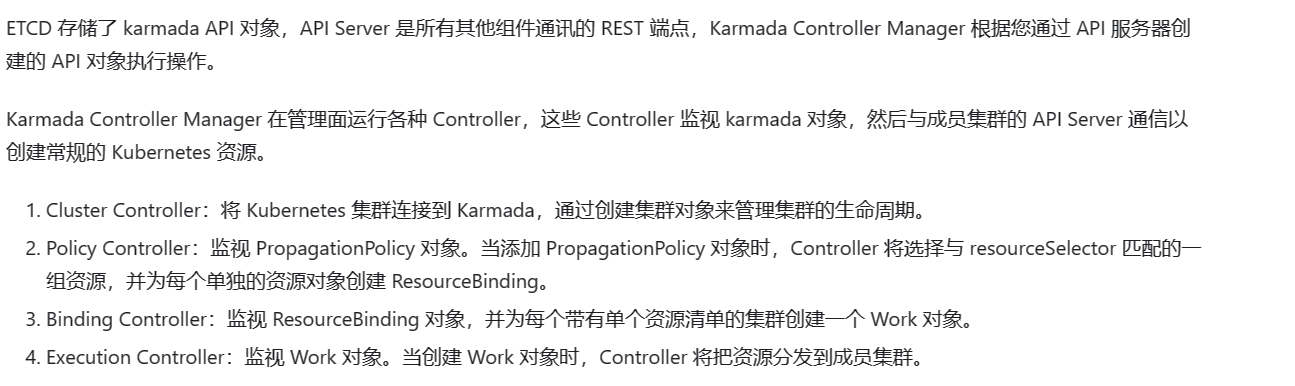 ETCD 存储了 karmada API 对象，API Server 是所有其他组件通讯的 REST 端点，Karmada Controller Manager 根据您通过 API 服务器创
建的 API 对象执行操作。
Karmada Controller Manager 在管理面运行各种 Controller，这些 Controller 监视 karmada 对象，然后与成员集群的 API Server 通信以
创建常规的 Kubernetes 资源。
1. Cluster Controller：将 Kubernetes 集群连接到 Karmada，通过创建集群对象来管理集群的生命周期。
2. Policy Controller：监视 PropagationPolicy 对象。当添加 PropagationPolicy 对象时，Controller 将选择与 resourceSelector 匹配的一
组资源，并为每个单独的资源对象创建 ResourceBinding。
3. Binding Controller：监视 ResourceBinding 对象，并为每个带有单个资源清单的集群创建一个 Work 对象。
4. Execution Controller：监视 Work 对象。当创建 Work 对象时，Controller 将把资源分发到成员集群。